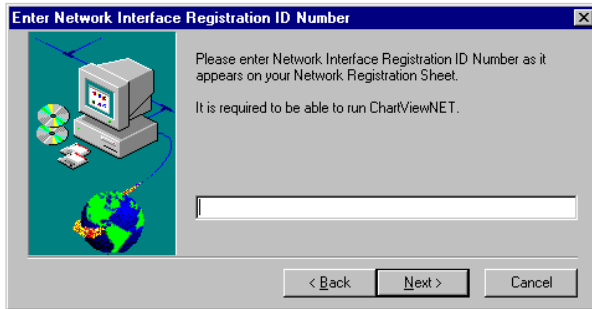 Enter Network Interface Registration ID Number
Please enter Network Interface Registration ID Number as it
appears on your Network Registration Sheet.
It is required to be able to run ChartViewNET.
< Back
Next >
Cancel